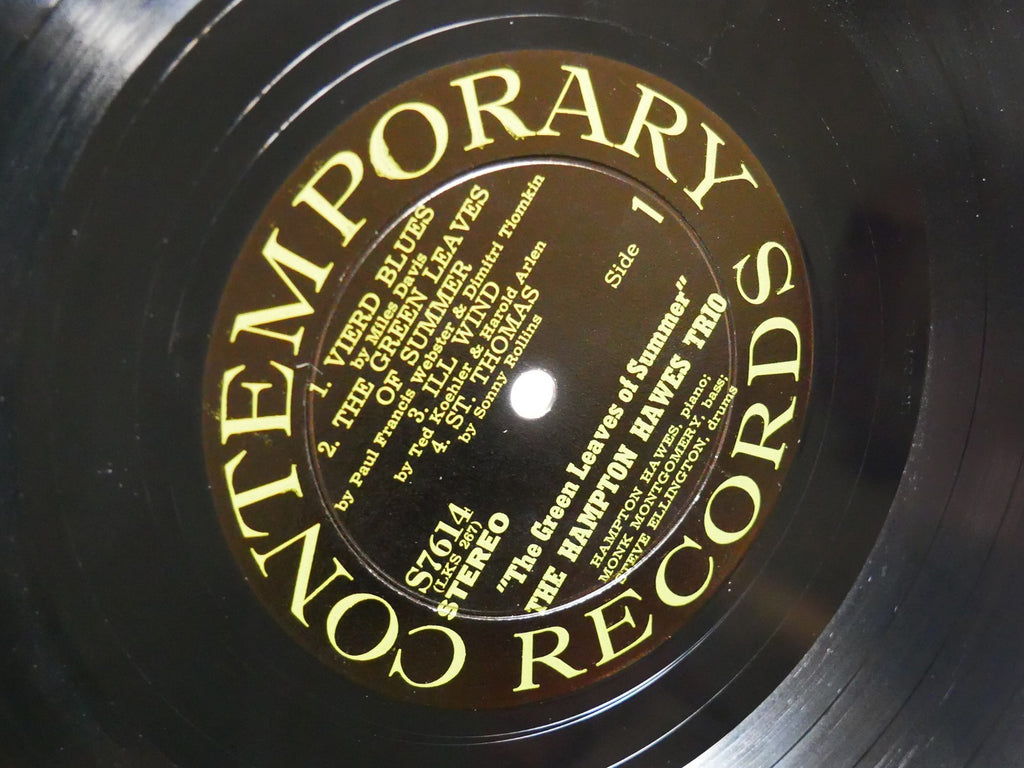 CONTEMPORARY RECORDS
1. VIERD BLUES
by Miles Davis
2. THE GREEN LEAVES
OF SUMMER
by Paul Francis Webster & Dimitri Tiomkin
3. ILL WIND
by Ted Koehler & Harold Arlen
4. ST. THOMAS
by Sonny Rollins
S7614
(LKS 267)
STEREO
Side 1
"The Green Leaves of Summer"
THE HAMPTON HAWES TRIO
HAMPTON HAWES, piano;
MONK MONTGOMERY, bass;
STEVE ELLINGTON, drums